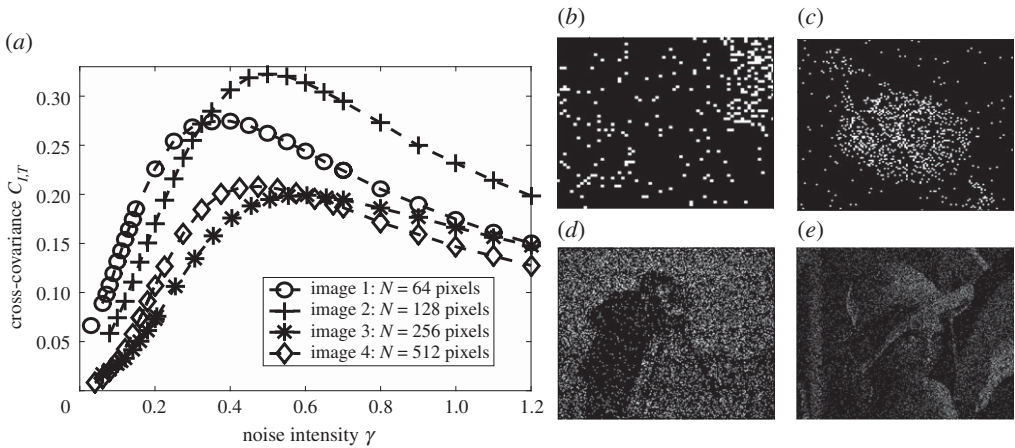 (a)
cross-covariance C_{I,T}
0.30
0.25
0.20
0.15
0.10
0.05
0
0.2
0.4
0.6
0.8
1.0
1.2
noise intensity γ
image 1: N = 64 pixels
image 2: N = 128 pixels
image 3: N = 256 pixels
image 4: N = 512 pixels
(b)
(c)
(d)
(e)